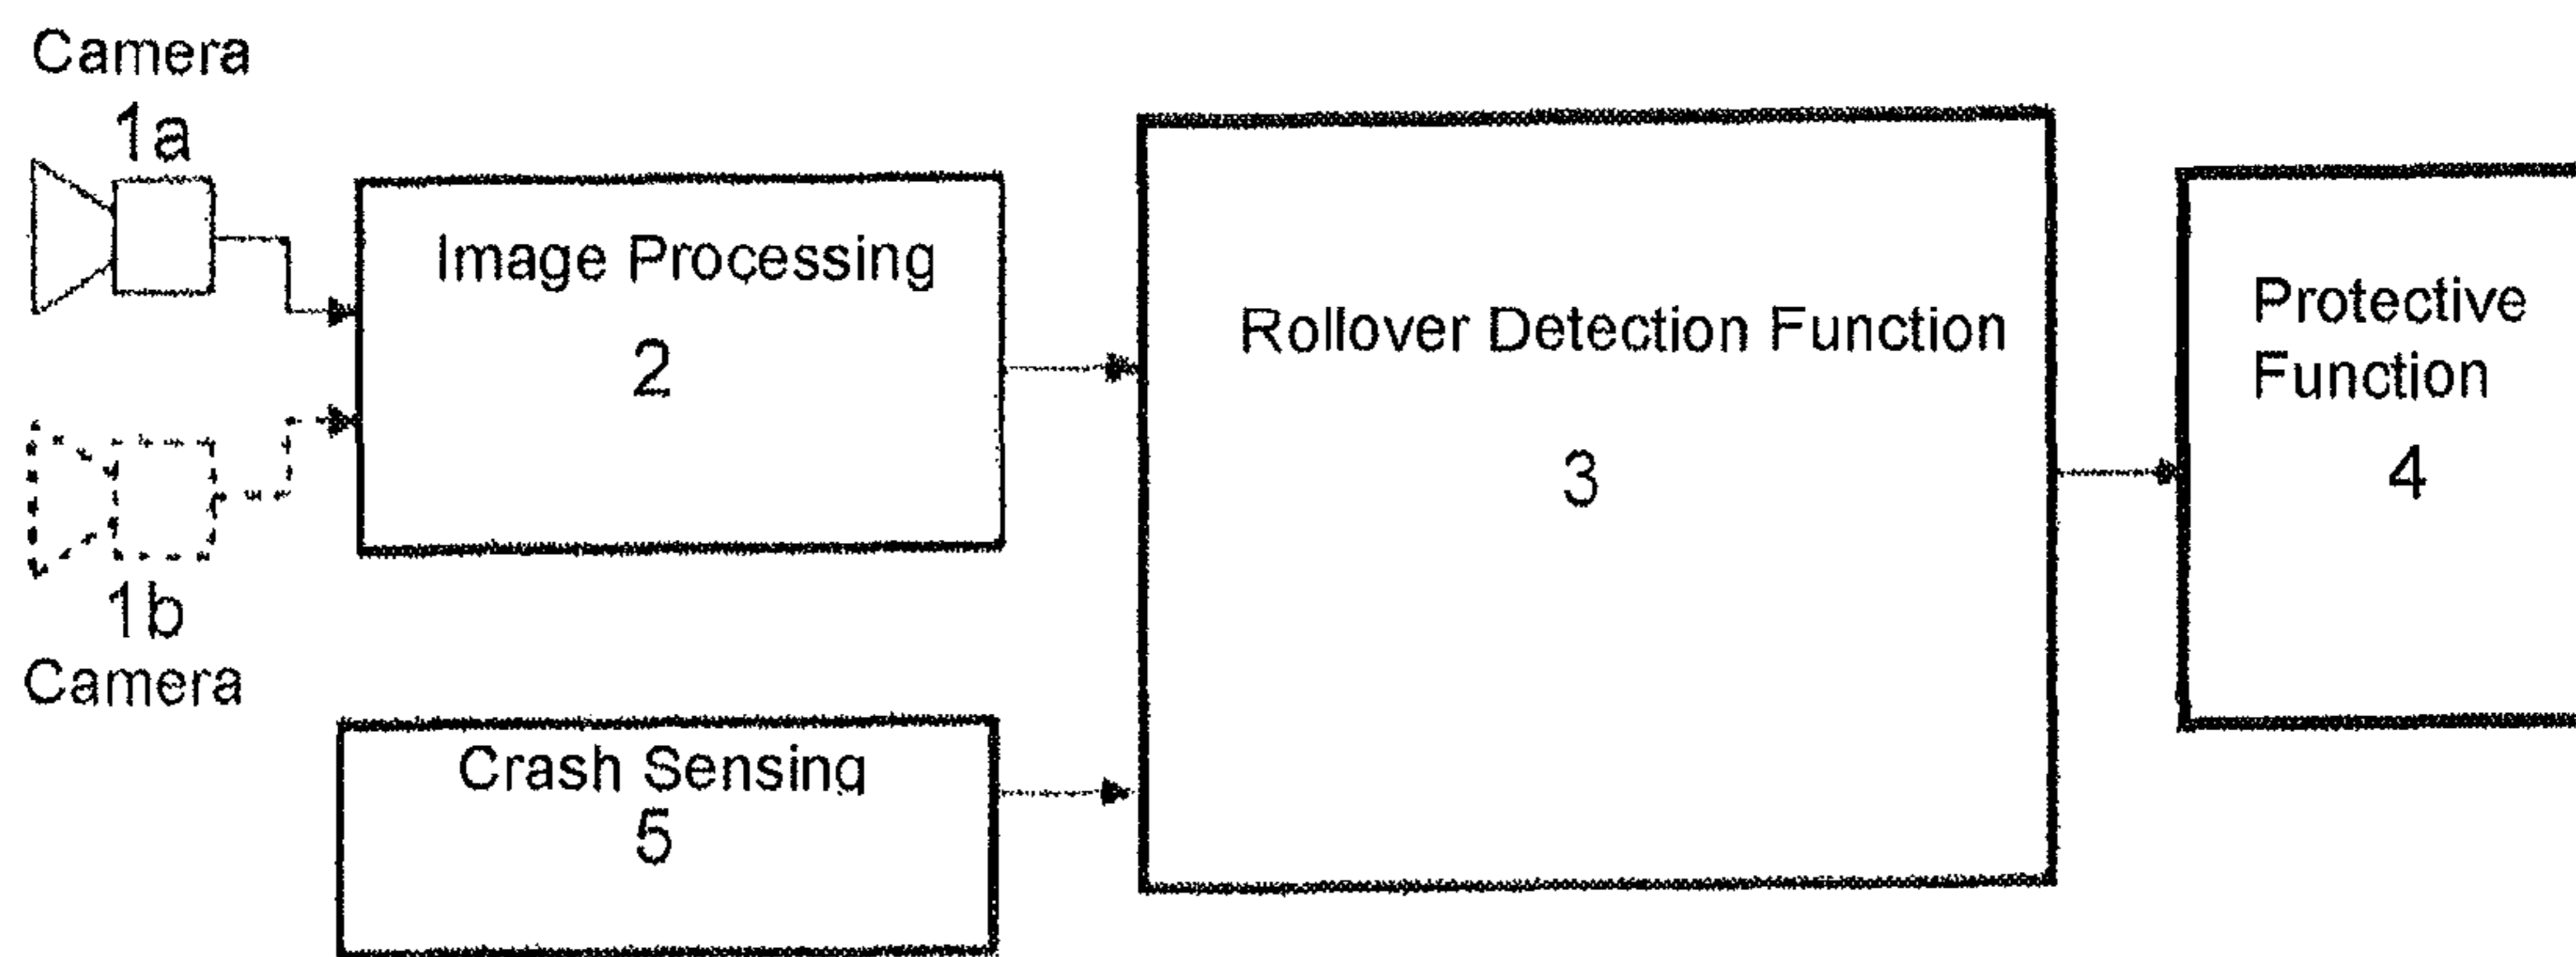 Camera
1a
Image Processing
2
1b
Camera
Crash Sensing
5
Rollover Detection Function
3
Protective
Function
4